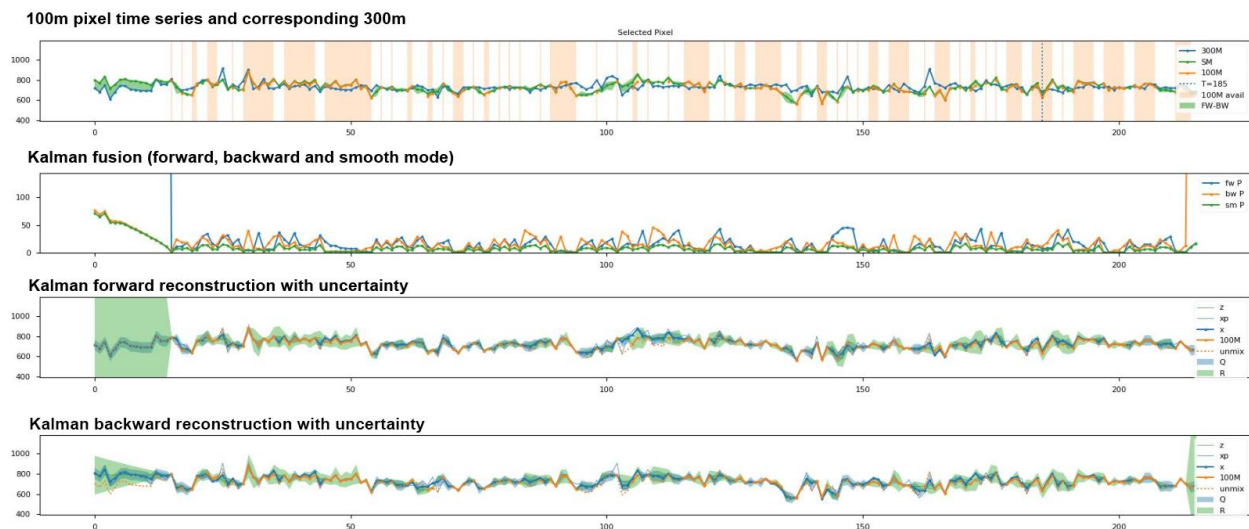 100m pixel time series and corresponding 300m
Selected Pixel
1000
800
600
400
0
50
100
150
200
300M
SM
100M
T=185
100M avail
FW-BW
Kalman fusion (forward, backward and smooth mode)
100
50
0
0
50
100
150
200
fw P
bw P
sm P
Kalman forward reconstruction with uncertainty
1000
800
600
400
0
50
100
150
200
z
xp
x
100M
unmix
Q
R
Kalman backward reconstruction with uncertainty
1000
800
600
400
0
50
100
150
200
z
xp
x
100M
unmix
Q
R